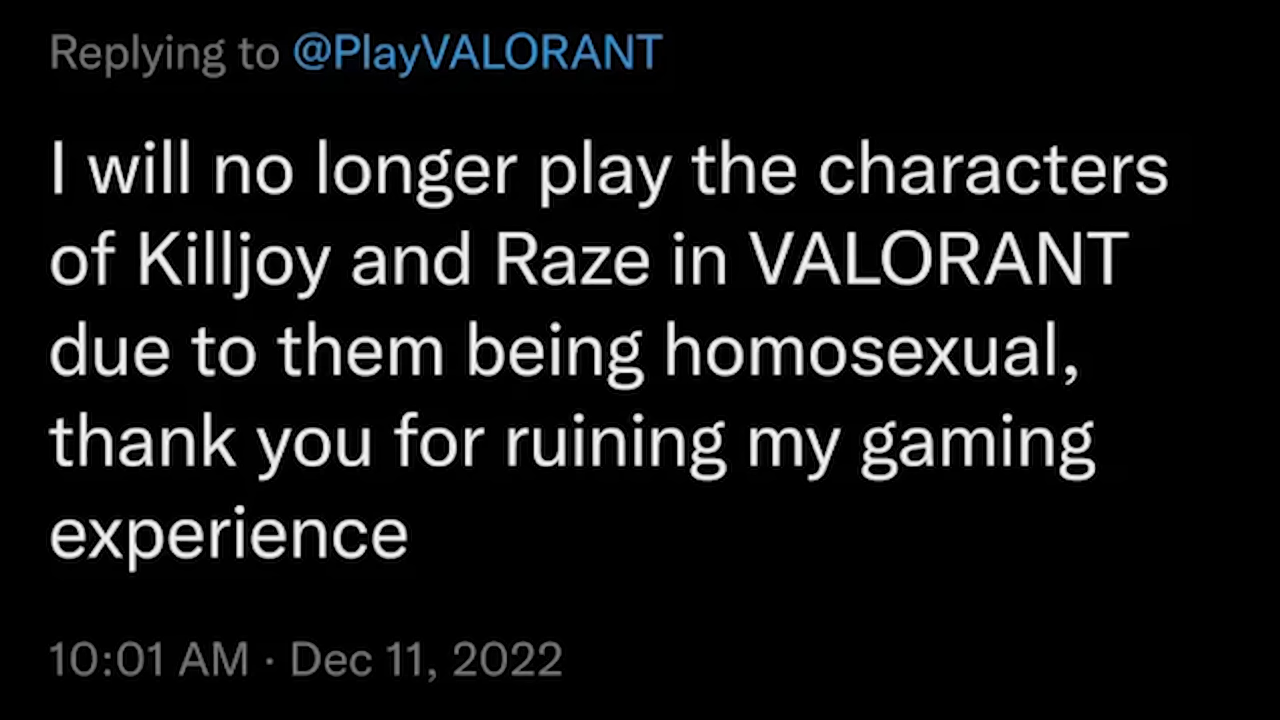 Replying to @PlayVALORANT
I will no longer play the characters
of Killjoy and Raze in VALORANT
due to them being homosexual,
thank you for ruining my gaming
experience
10:01 AM · Dec 11, 2022